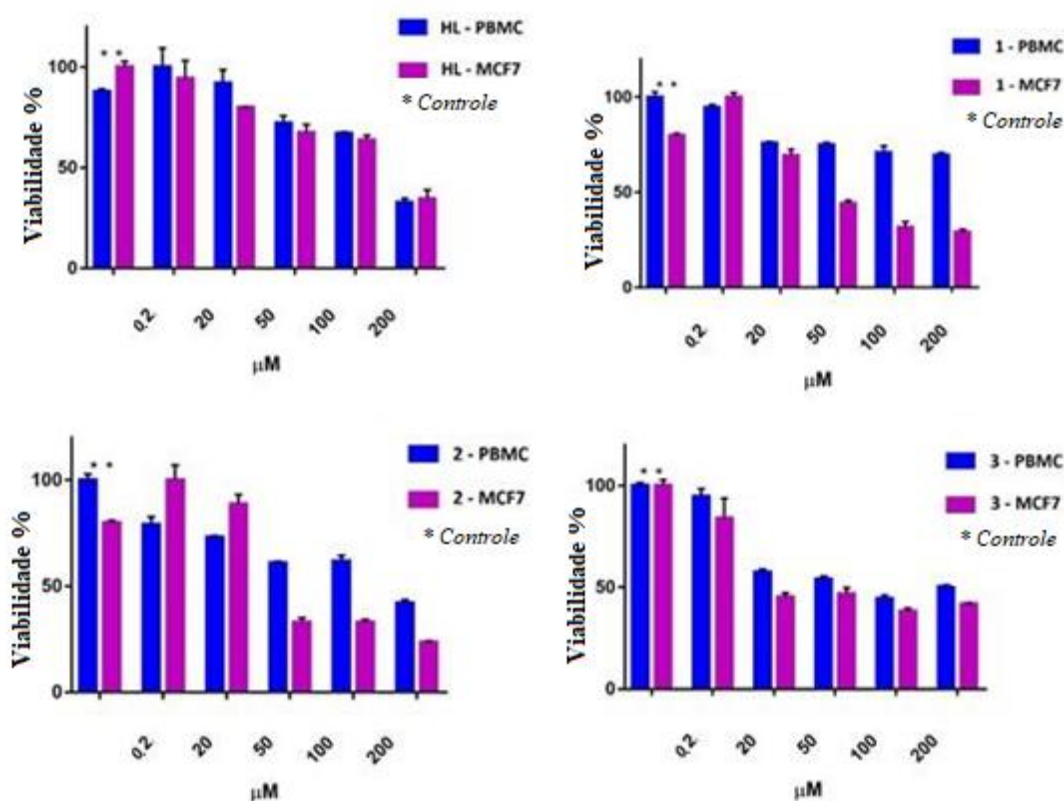 HL - PBMC
HL - MCF7
* Controle
* *
Viabilidade %
100
50
0
0,2 20 50 100 200
μM
1 - PBMC
1 - MCF7
* Controle
* *
Viabilidade %
100
50
0
0,2 20 50 100 200
μM
2 - PBMC
2 - MCF7
* Controle
* *
Viabilidade %
100
50
0
0,2 20 50 100 200
μM
3 - PBMC
3 - MCF7
* Controle
* *
Viabilidade %
100
50
0
0,2 20 50 100 200
μM